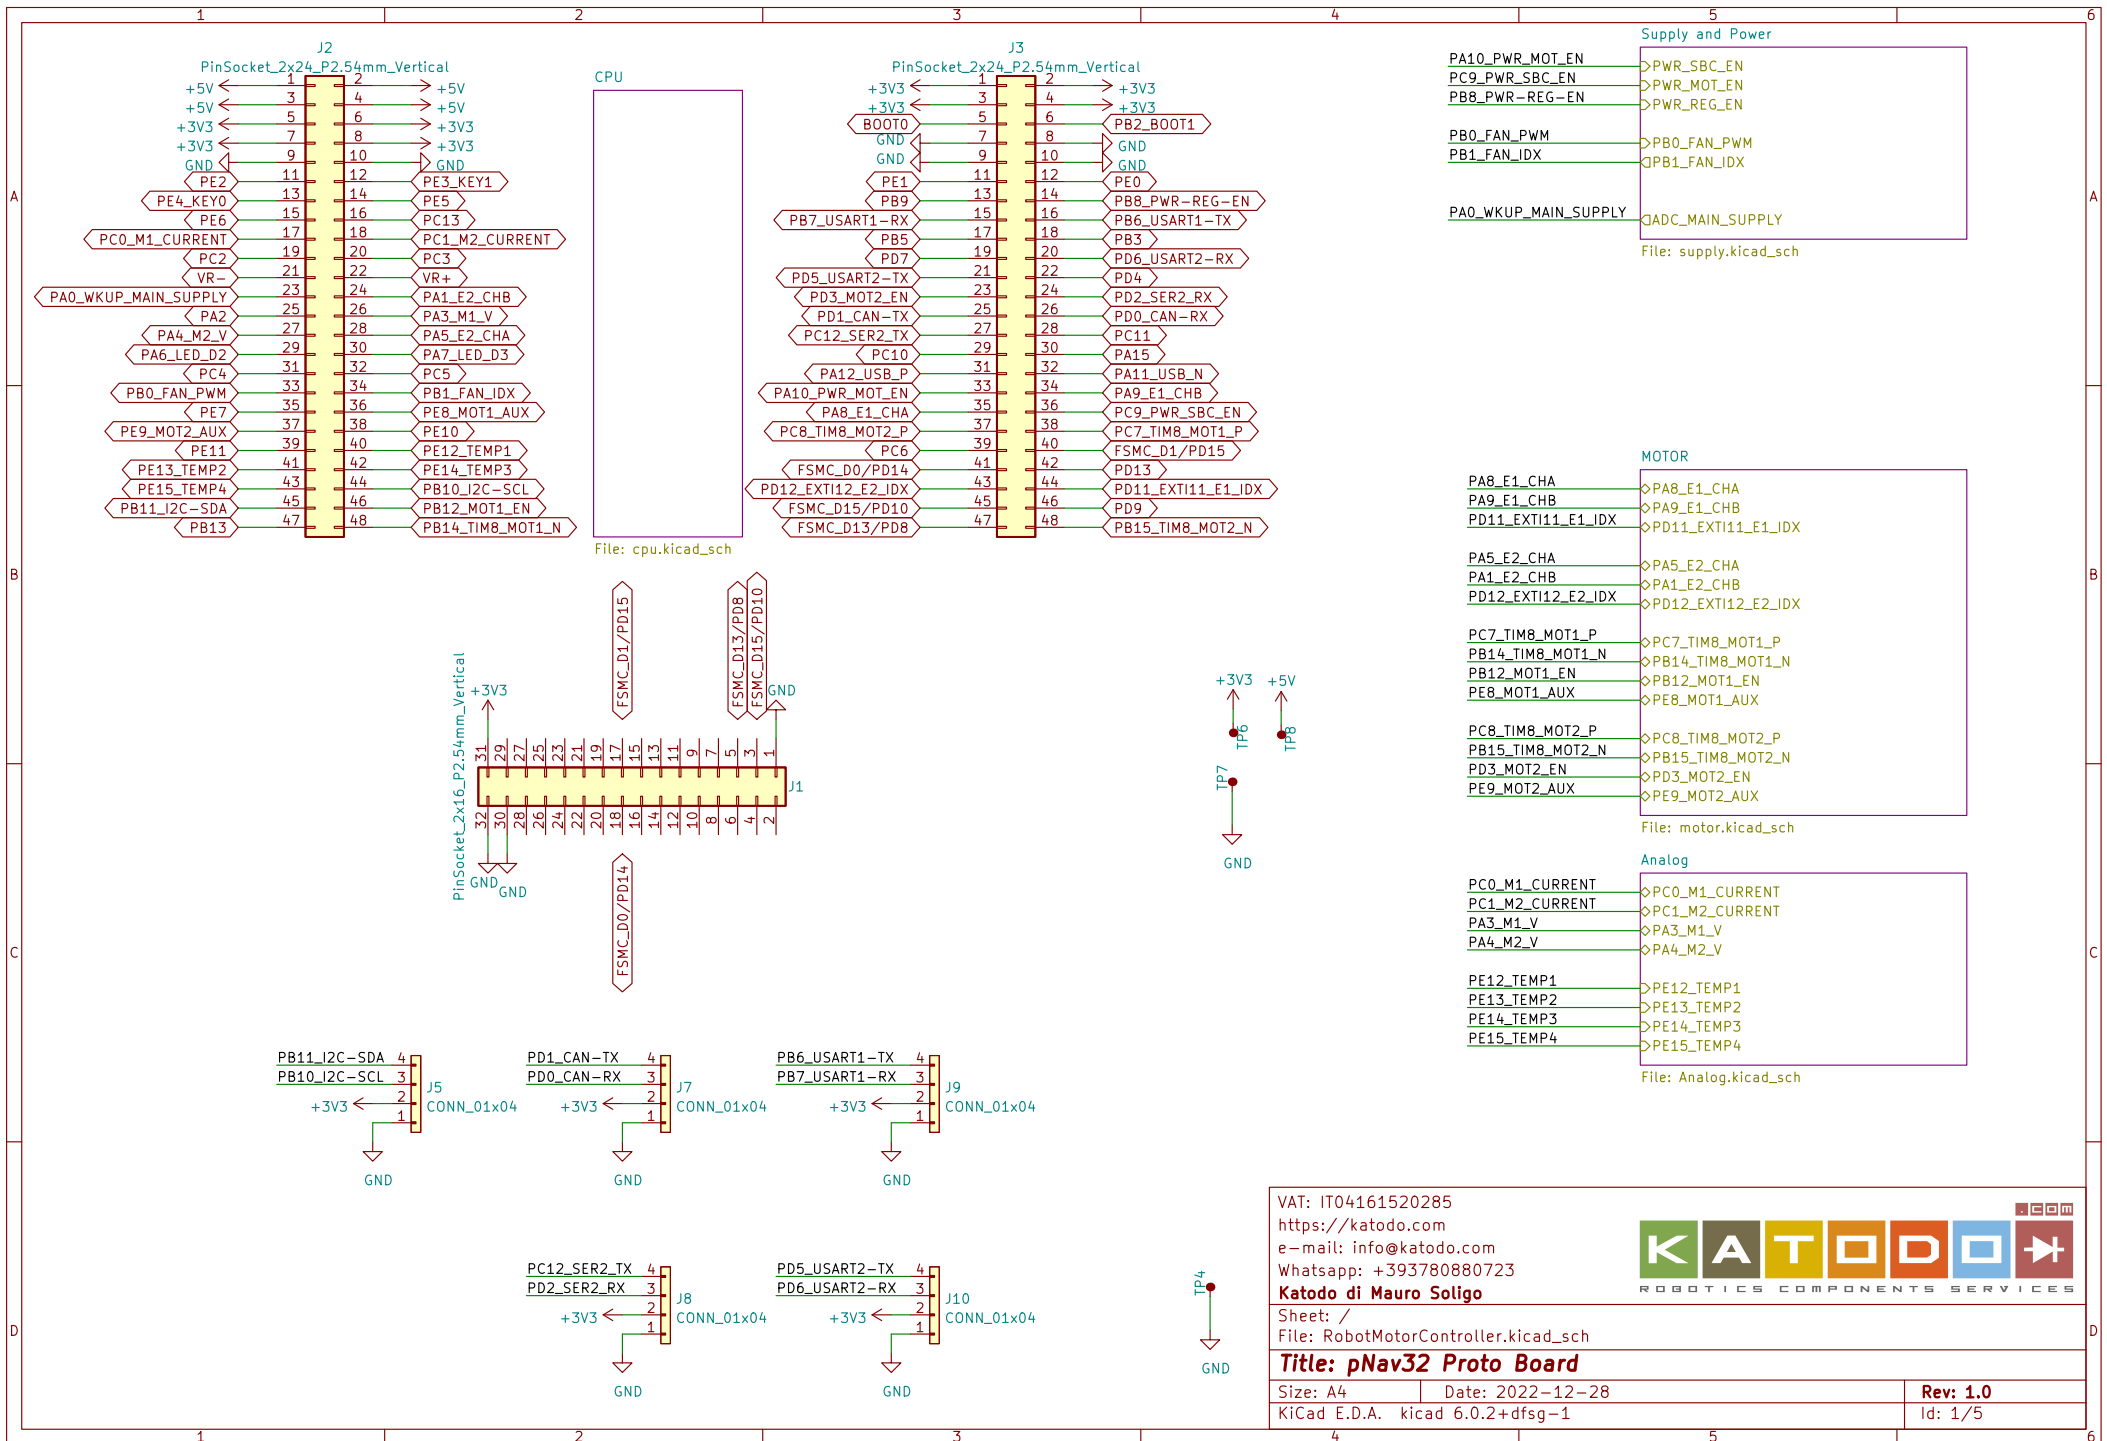 1 2 3 4 5 6
J2
PinSocket_2x24_P2.54mm_Vertical
+5V 1 2 +5V
+5V 3 4 +5V
+3V3 5 6 +3V3
+3V3 7 8 +3V3
GND 9 10 GND
PE2 11 12 PE3_KEY1
PE4_KEY0 13 14 PE5
PE6 15 16 PC13
PC0_M1_CURRENT 17 18 PC1_M2_CURRENT
PC2 19 20 PC3
VR- 21 22 VR+
PA0_WKUP_MAIN_SUPPLY 23 24 PA1_E2_CHB
PA2 25 26 PA3_M1_V
PA4_M2_V 27 28 PA5_E2_CHA
PA6_LED_D2 29 30 PA7_LED_D3
PC4 31 32 PC5
PB0_FAN_PWM 33 34 PB1_FAN_IDX
PE7 35 36 PE8_MOT1_AUX
PE9_MOT2_AUX 37 38 PE10
PE11 39 40 PE12_TEMP1
PE13_TEMP2 41 42 PE14_TEMP3
PE15_TEMP4 43 44 PB10_I2C-SCL
PB11_I2C-SDA 45 46 PB12_MOT1_EN
PB13 47 48 PB14_TIM8_MOT1_N
CPU
File: cpu.kicad_sch
J3
PinSocket_2x24_P2.54mm_Vertical
+3V3 1 2 +3V3
+3V3 3 4 +3V3
BOOT0 5 6 PB2_BOOT1
GND 7 8 GND
GND 9 10 GND
PE1 11 12 PE0
PB9 13 14 PB8_PWR-REG-EN
PB7_USART1-RX 15 16 PB6_USART1-TX
PB5 17 18 PB3
PD7 19 20 PD6_USART2-RX
PD5_USART2-TX 21 22 PD4
PD3_MOT2_EN 23 24 PD2_SER2_RX
PD1_CAN-TX 25 26 PD0_CAN-RX
PC12_SER2_TX 27 28 PC11
PC10 29 30 PA15
PA12_USB_P 31 32 PA11_USB_N
PA10_PWR_MOT_EN 33 34 PA9_E1_CHB
PA8_E1_CHA 35 36 PC9_PWR_SBC_EN
PC8_TIM8_MOT2_P 37 38 PC7_TIM8_MOT1_P
PC6 39 40 FSMC_D1/PD15
FSMC_D0/PD14 41 42 PD13
PD12_EXTI12_E2_IDX 43 44 PD11_EXTI11_E1_IDX
FSMC_D15/PD10 45 46 PD9
FSMC_D13/PD8 47 48 PB15_TIM8_MOT2_N
Supply and Power
PA10_PWR_MOT_EN PWR_SBC_EN
PC9_PWR_SBC_EN PWR_MOT_EN
PB8_PWR-REG-EN PWR_REG_EN
PB0_FAN_PWM PB0_FAN_PWM
PB1_FAN_IDX PB1_FAN_IDX
PA0_WKUP_MAIN_SUPPLY ADC_MAIN_SUPPLY
File: supply.kicad_sch
A A
B B
C C
D D
MOTOR
PA8_E1_CHA PA8_E1_CHA
PA9_E1_CHB PA9_E1_CHB
PD11_EXTI11_E1_IDX PD11_EXTI11_E1_IDX
PA5_E2_CHA PA5_E2_CHA
PA1_E2_CHB PA1_E2_CHB
PD12_EXTI12_E2_IDX PD12_EXTI12_E2_IDX
PC7_TIM8_MOT1_P PC7_TIM8_MOT1_P
PB14_TIM8_MOT1_N PB14_TIM8_MOT1_N
PB12_MOT1_EN PB12_MOT1_EN
PE8_MOT1_AUX PE8_MOT1_AUX
PC8_TIM8_MOT2_P PC8_TIM8_MOT2_P
PB15_TIM8_MOT2_N PB15_TIM8_MOT2_N
PD3_MOT2_EN PD3_MOT2_EN
PE9_MOT2_AUX PE9_MOT2_AUX
File: motor.kicad_sch
FSMC_D1/PD15 FSMC_D13/PD8 FSMC_D15/PD10
PinSocket_2x16_P2.54mm_Vertical
+3V3 GND
31 29 27 25 23 21 19 17 15 13 11 9 7 5 3 1
J1
32 30 28 26 24 22 20 18 16 14 12 10 8 6 4 2
GND GND
FSMC_D0/PD14
+3V3 +5V
TP6 TP8
TP7
GND
Analog
PC0_M1_CURRENT PC0_M1_CURRENT
PC1_M2_CURRENT PC1_M2_CURRENT
PA3_M1_V PA3_M1_V
PA4_M2_V PA4_M2_V
PE12_TEMP1 PE12_TEMP1
PE13_TEMP2 PE13_TEMP2
PE14_TEMP3 PE14_TEMP3
PE15_TEMP4 PE15_TEMP4
File: Analog.kicad_sch
PB11_I2C-SDA 4
PB10_I2C-SCL 3 J5
+3V3 2 CONN_01x04
1
GND
PD1_CAN-TX 4
PD0_CAN-RX 3 J7
+3V3 2 CONN_01x04
1
GND
PB6_USART1-TX 4
PB7_USART1-RX 3 J9
+3V3 2 CONN_01x04
1
GND
PC12_SER2_TX 4
PD2_SER2_RX 3 J8
+3V3 2 CONN_01x04
1
GND
PD5_USART2-TX 4
PD6_USART2-RX 3 J10
+3V3 2 CONN_01x04
1
GND
TP4
GND
VAT: IT04161520285
https://katodo.com
e-mail: info@katodo.com
Whatsapp: +393780880723
Katodo di Mauro Soligo
.com
KATODO
ROBOTICS COMPONENTS SERVICES
Sheet: /
File: RobotMotorController.kicad_sch
Title: pNav32 Proto Board
Size: A4 Date: 2022-12-28 Rev: 1.0
KiCad E.D.A. kicad 6.0.2+dfsg-1 Id: 1/5
1 2 3 4 5 6